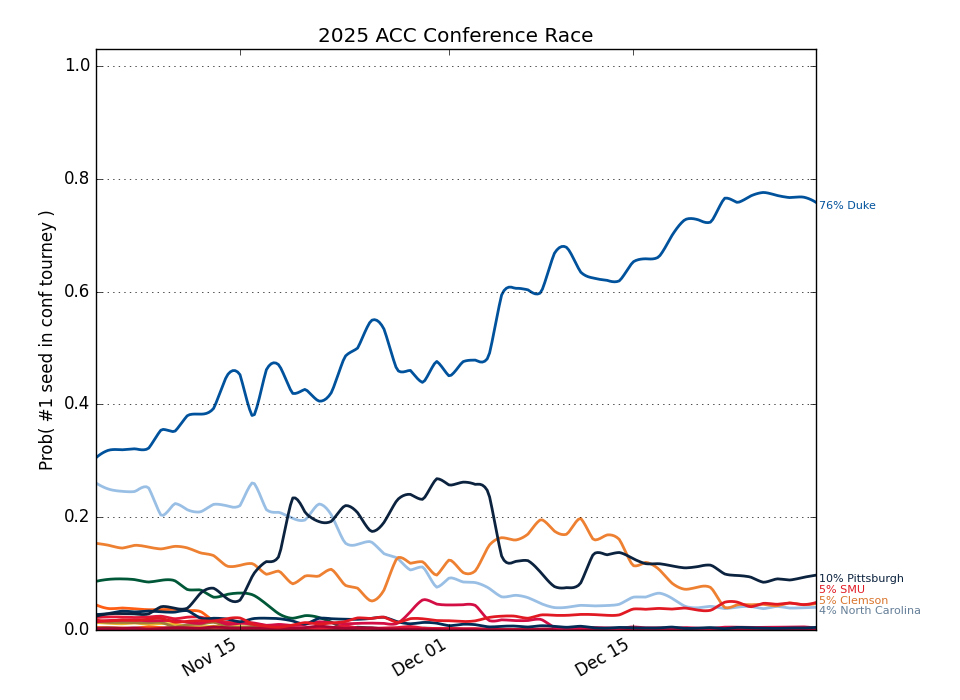 2025 ACC Conference Race
Prob( #1 seed in conf tourney )
1.0
0.8
0.6
0.4
0.2
0.0
Nov 15
Dec 01
Dec 15
76% Duke
10% Pittsburgh
5% SMU
5% Clemson
4% North Carolina